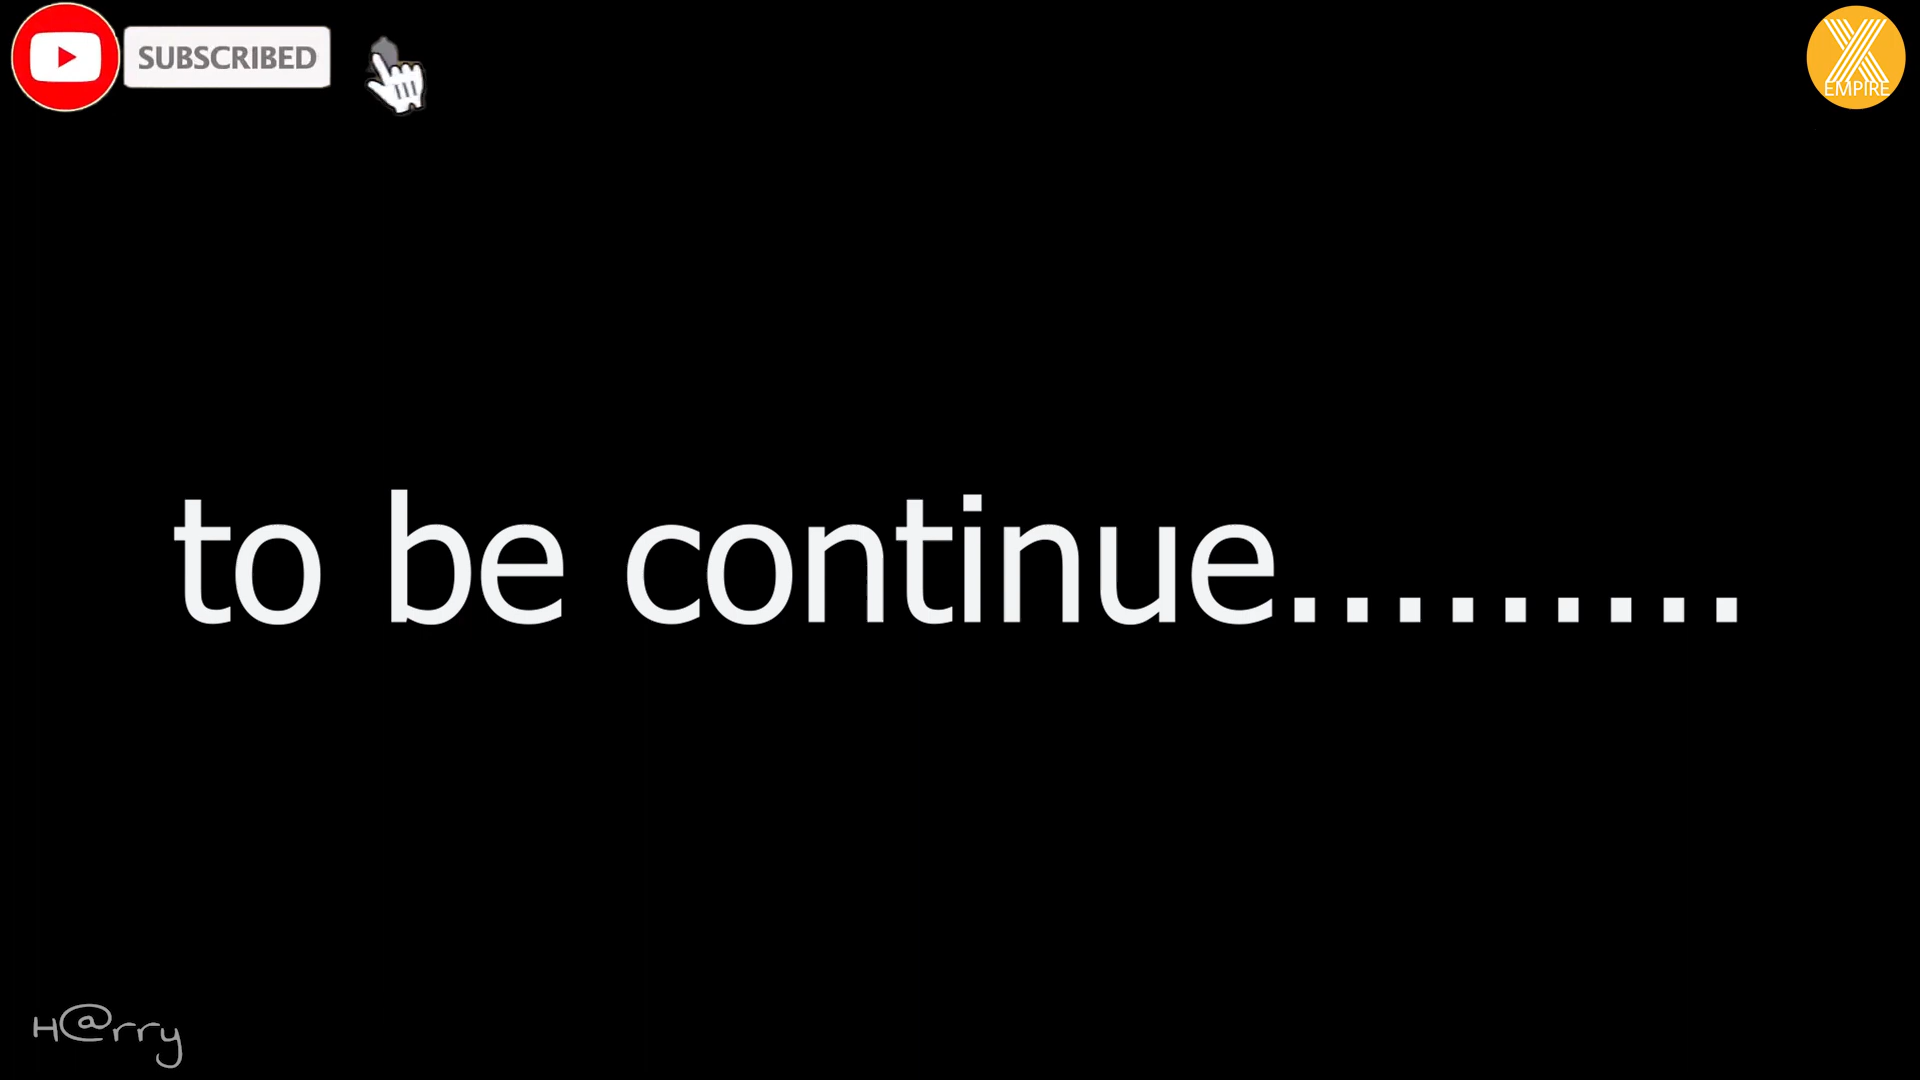 SUBSCRIBED
EMPIRE
to be continue.........
H@rry